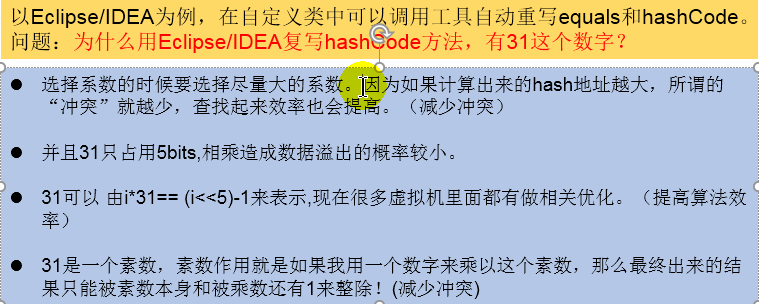 以Eclipse/IDEA为例，在自定义类中可以调用工具自动重写equals和hashCode。
问题：为什么用Eclipse/IDEA复写hashCode方法，有31这个数字？
● 选择系数的时候要选择尽量大的系数。因为如果计算出来的hash地址越大，所谓的
“冲突”就越少，查找起来效率也会提高。（减少冲突）
● 并且31只占用5bits,相乘造成数据溢出的概率较小。
● 31可以 由i*31== (i<<5)-1来表示,现在很多虚拟机里面都有做相关优化。（提高算法效
率）
● 31是一个素数，素数作用就是如果我用一个数字来乘以这个素数，那么最终出来的结
果只能被素数本身和被乘数还有1来整除！(减少冲突)